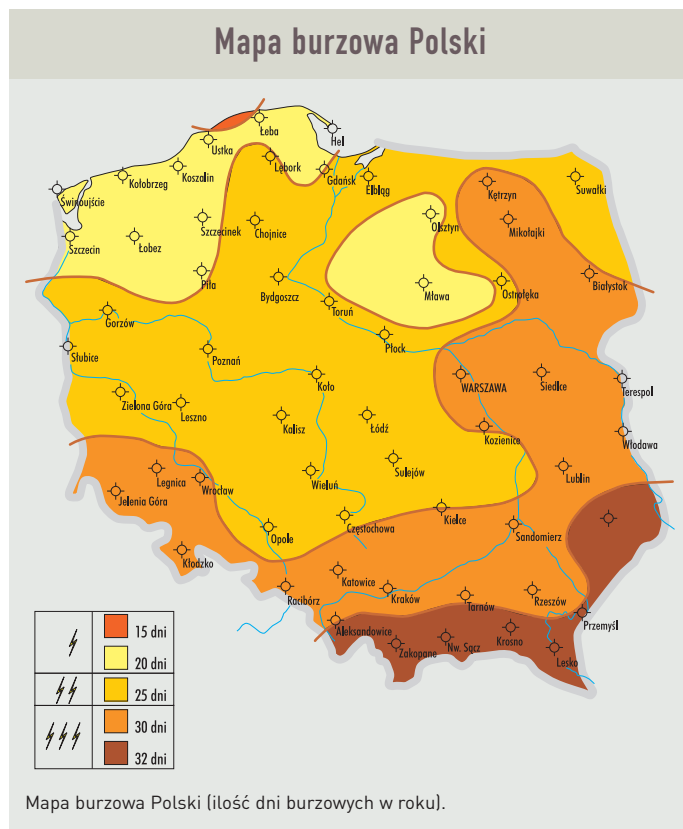 Mapa burzowa Polski
Łeba
Hel
Ustka
Lębork
Gdańsk
Koszalin
Kołobrzeg
Elbląg
Kętrzyn
Suwałki
Świnoujście
Szczecinek
Chojnice
Olsztyn
Mikołajki
Szczecin
Łobez
Piła
Bydgoszcz
Mława
Ostrołęka
Białystok
Toruń
Gorzów
Płock
Słubice
Poznań
Koło
WARSZAWA
Siedlce
Terespol
Zielona Góra
Leszno
Kalisz
Łódź
Kozienice
Włodawa
Sulejów
Lublin
Legnica
Wrocław
Wieluń
Jelenia Góra
Częstochowa
Kielce
Opole
Sandomierz
Kłodzko
Katowice
Racibórz
Kraków
Tarnów
Rzeszów
Przemyśl
Aleksandowice
Zakopane
Nw. Sącz
Krosno
Lesko
15 dni
20 dni
25 dni
30 dni
32 dni
Mapa burzowa Polski (ilość dni burzowych w roku).